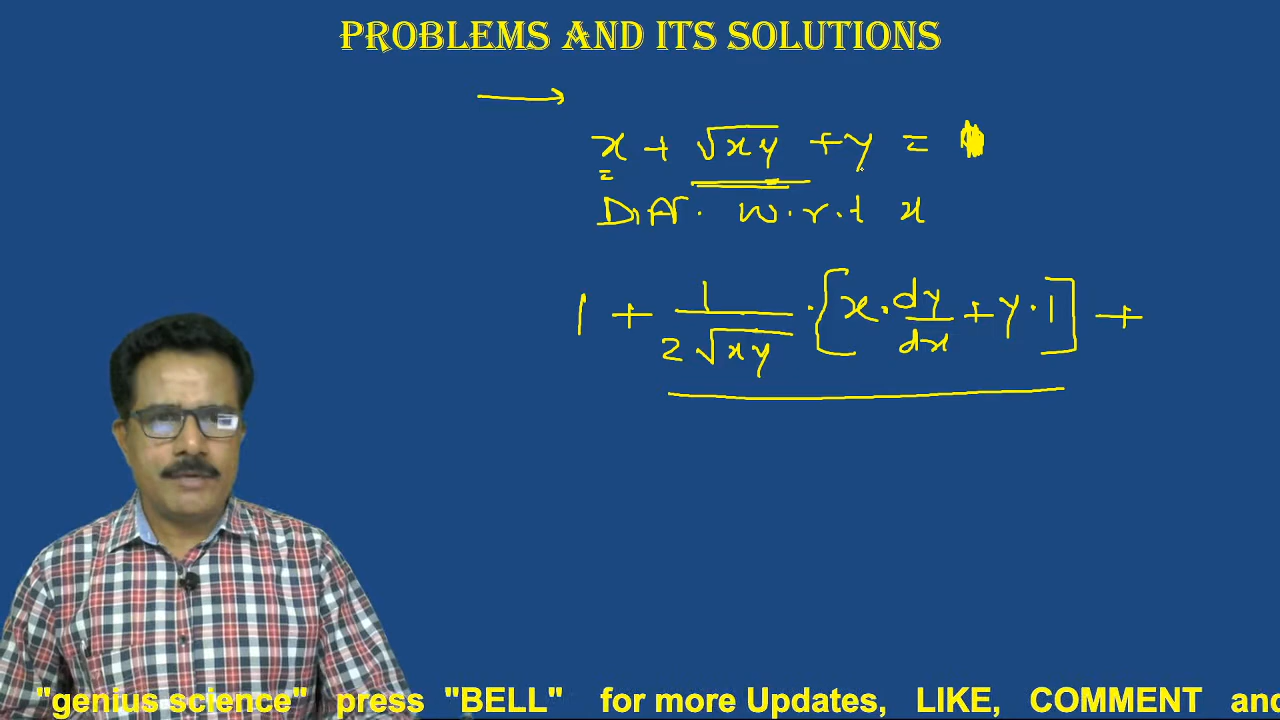 PROBLEMS AND ITS SOLUTIONS
x + √xy + y =
Diff. w.r.t x
1 + 1/2√xy · [x · dy/dx + y · 1] +
"genius science" press "BELL" for more Updates, LIKE, COMMENT and